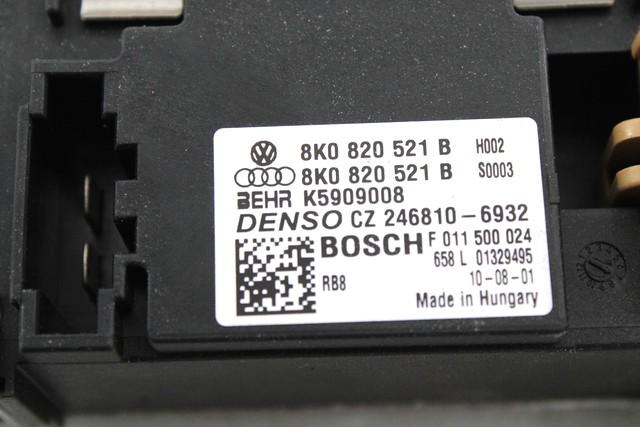 8K0 820 521 B H002
8K0 820 521 B S0003
BEHR K5909008
DENSO CZ 246810-6932
BOSCH F 011 500 024
658 L 01329495
RB8 10-08-01
Made in Hungary